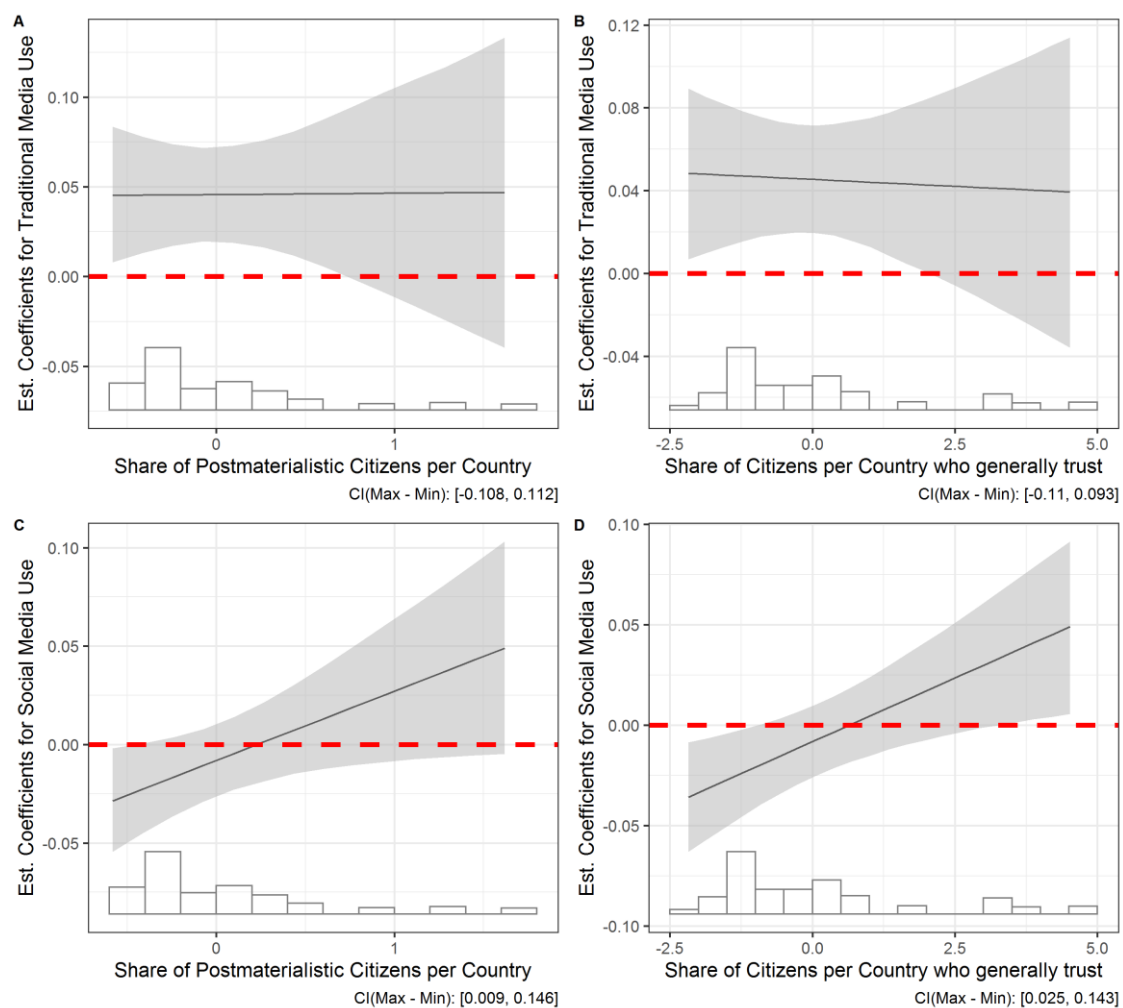 A
Est. Coefficients for Traditional Media Use
0.10
0.05
0.00
-0.05
0
1
Share of Postmaterialistic Citizens per Country
CI(Max - Min): [-0.108, 0.112]
B
Est. Coefficients for Traditional Media Use
0.12
0.08
0.04
0.00
-0.04
-2.5
0.0
2.5
5.0
Share of Citizens per Country who generally trust
CI(Max - Min): [-0.11, 0.093]
C
Est. Coefficients for Social Media Use
0.10
0.05
0.00
-0.05
0
1
Share of Postmaterialistic Citizens per Country
CI(Max - Min): [0.009, 0.146]
D
Est. Coefficients for Social Media Use
0.10
0.05
0.00
-0.05
-0.10
-2.5
0.0
2.5
5.0
Share of Citizens per Country who generally trust
CI(Max - Min): [0.025, 0.143]